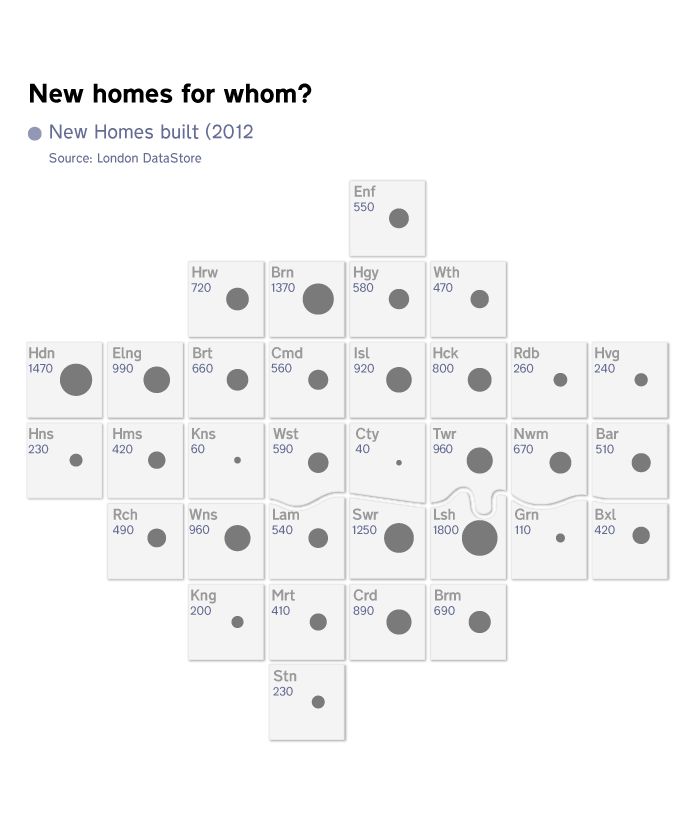 New homes for whom?
New Homes built (2012
Source: London DataStore
Enf
550
Hrw
720
Brn
1370
Hgy
580
Wth
470
Hdn
1470
Elng
990
Brt
660
Cmd
560
Isl
920
Hck
800
Rdb
260
Hvg
240
Hns
230
Hms
420
Kns
60
Wst
590
Cty
40
Twr
960
Nwm
670
Bar
510
Rch
490
Wns
960
Lam
540
Swr
1250
Lsh
1800
Grn
110
Bxl
420
Kng
200
Mrt
410
Crd
890
Brm
690
Stn
230